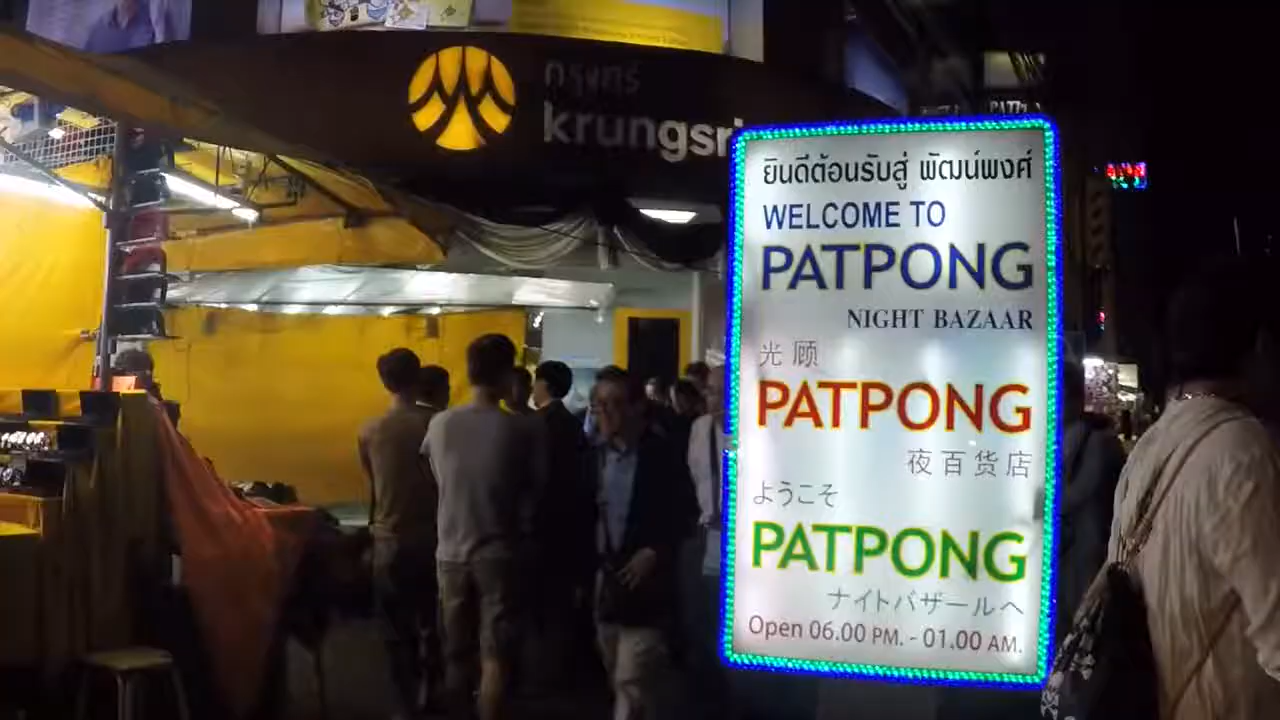 กรุงศรี
krungsri
ยินดีต้อนรับสู่ พัฒน์พงศ์
WELCOME TO
PATPONG
NIGHT BAZAAR
光顾
PATPONG
夜百货店
ようこそ
PATPONG
ナイトバザールへ
Open 06.00 PM. - 01.00 AM.